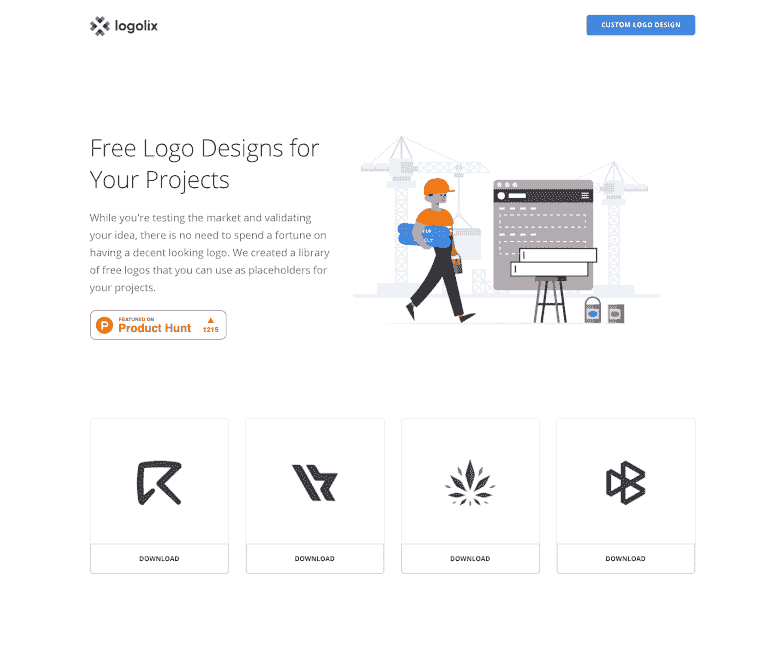 logolix
CUSTOM LOGO DESIGN
Free Logo Designs for
Your Projects
While you're testing the market and validating
your idea, there is no need to spend a fortune on
having a decent looking logo. We created a library
of free logos that you can use as placeholders for
your projects.
FEATURED ON
Product Hunt
1215
DOWNLOAD
DOWNLOAD
DOWNLOAD
DOWNLOAD